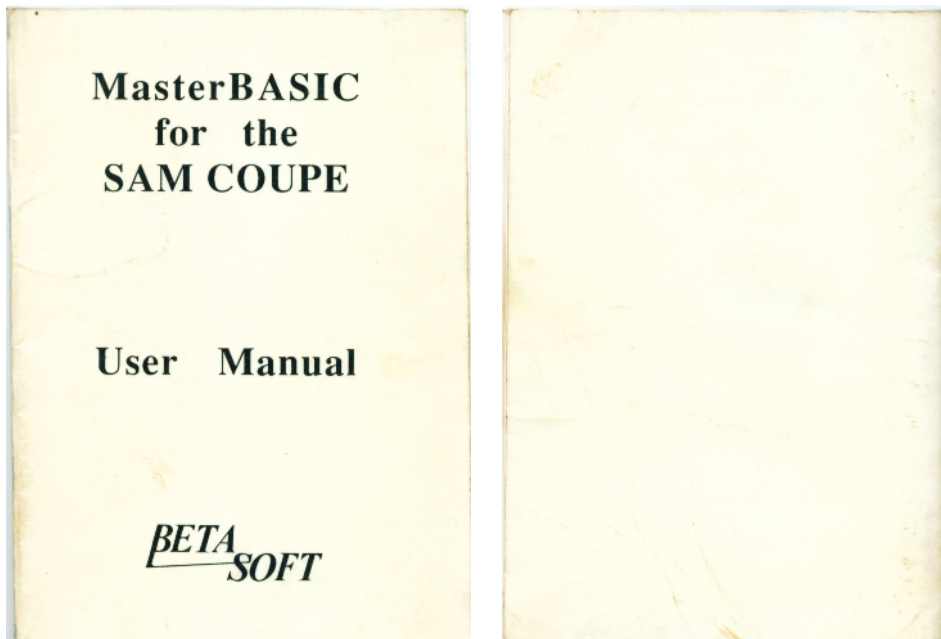 MasterBASIC
for the
SAM COUPE
User Manual
BETA
SOFT